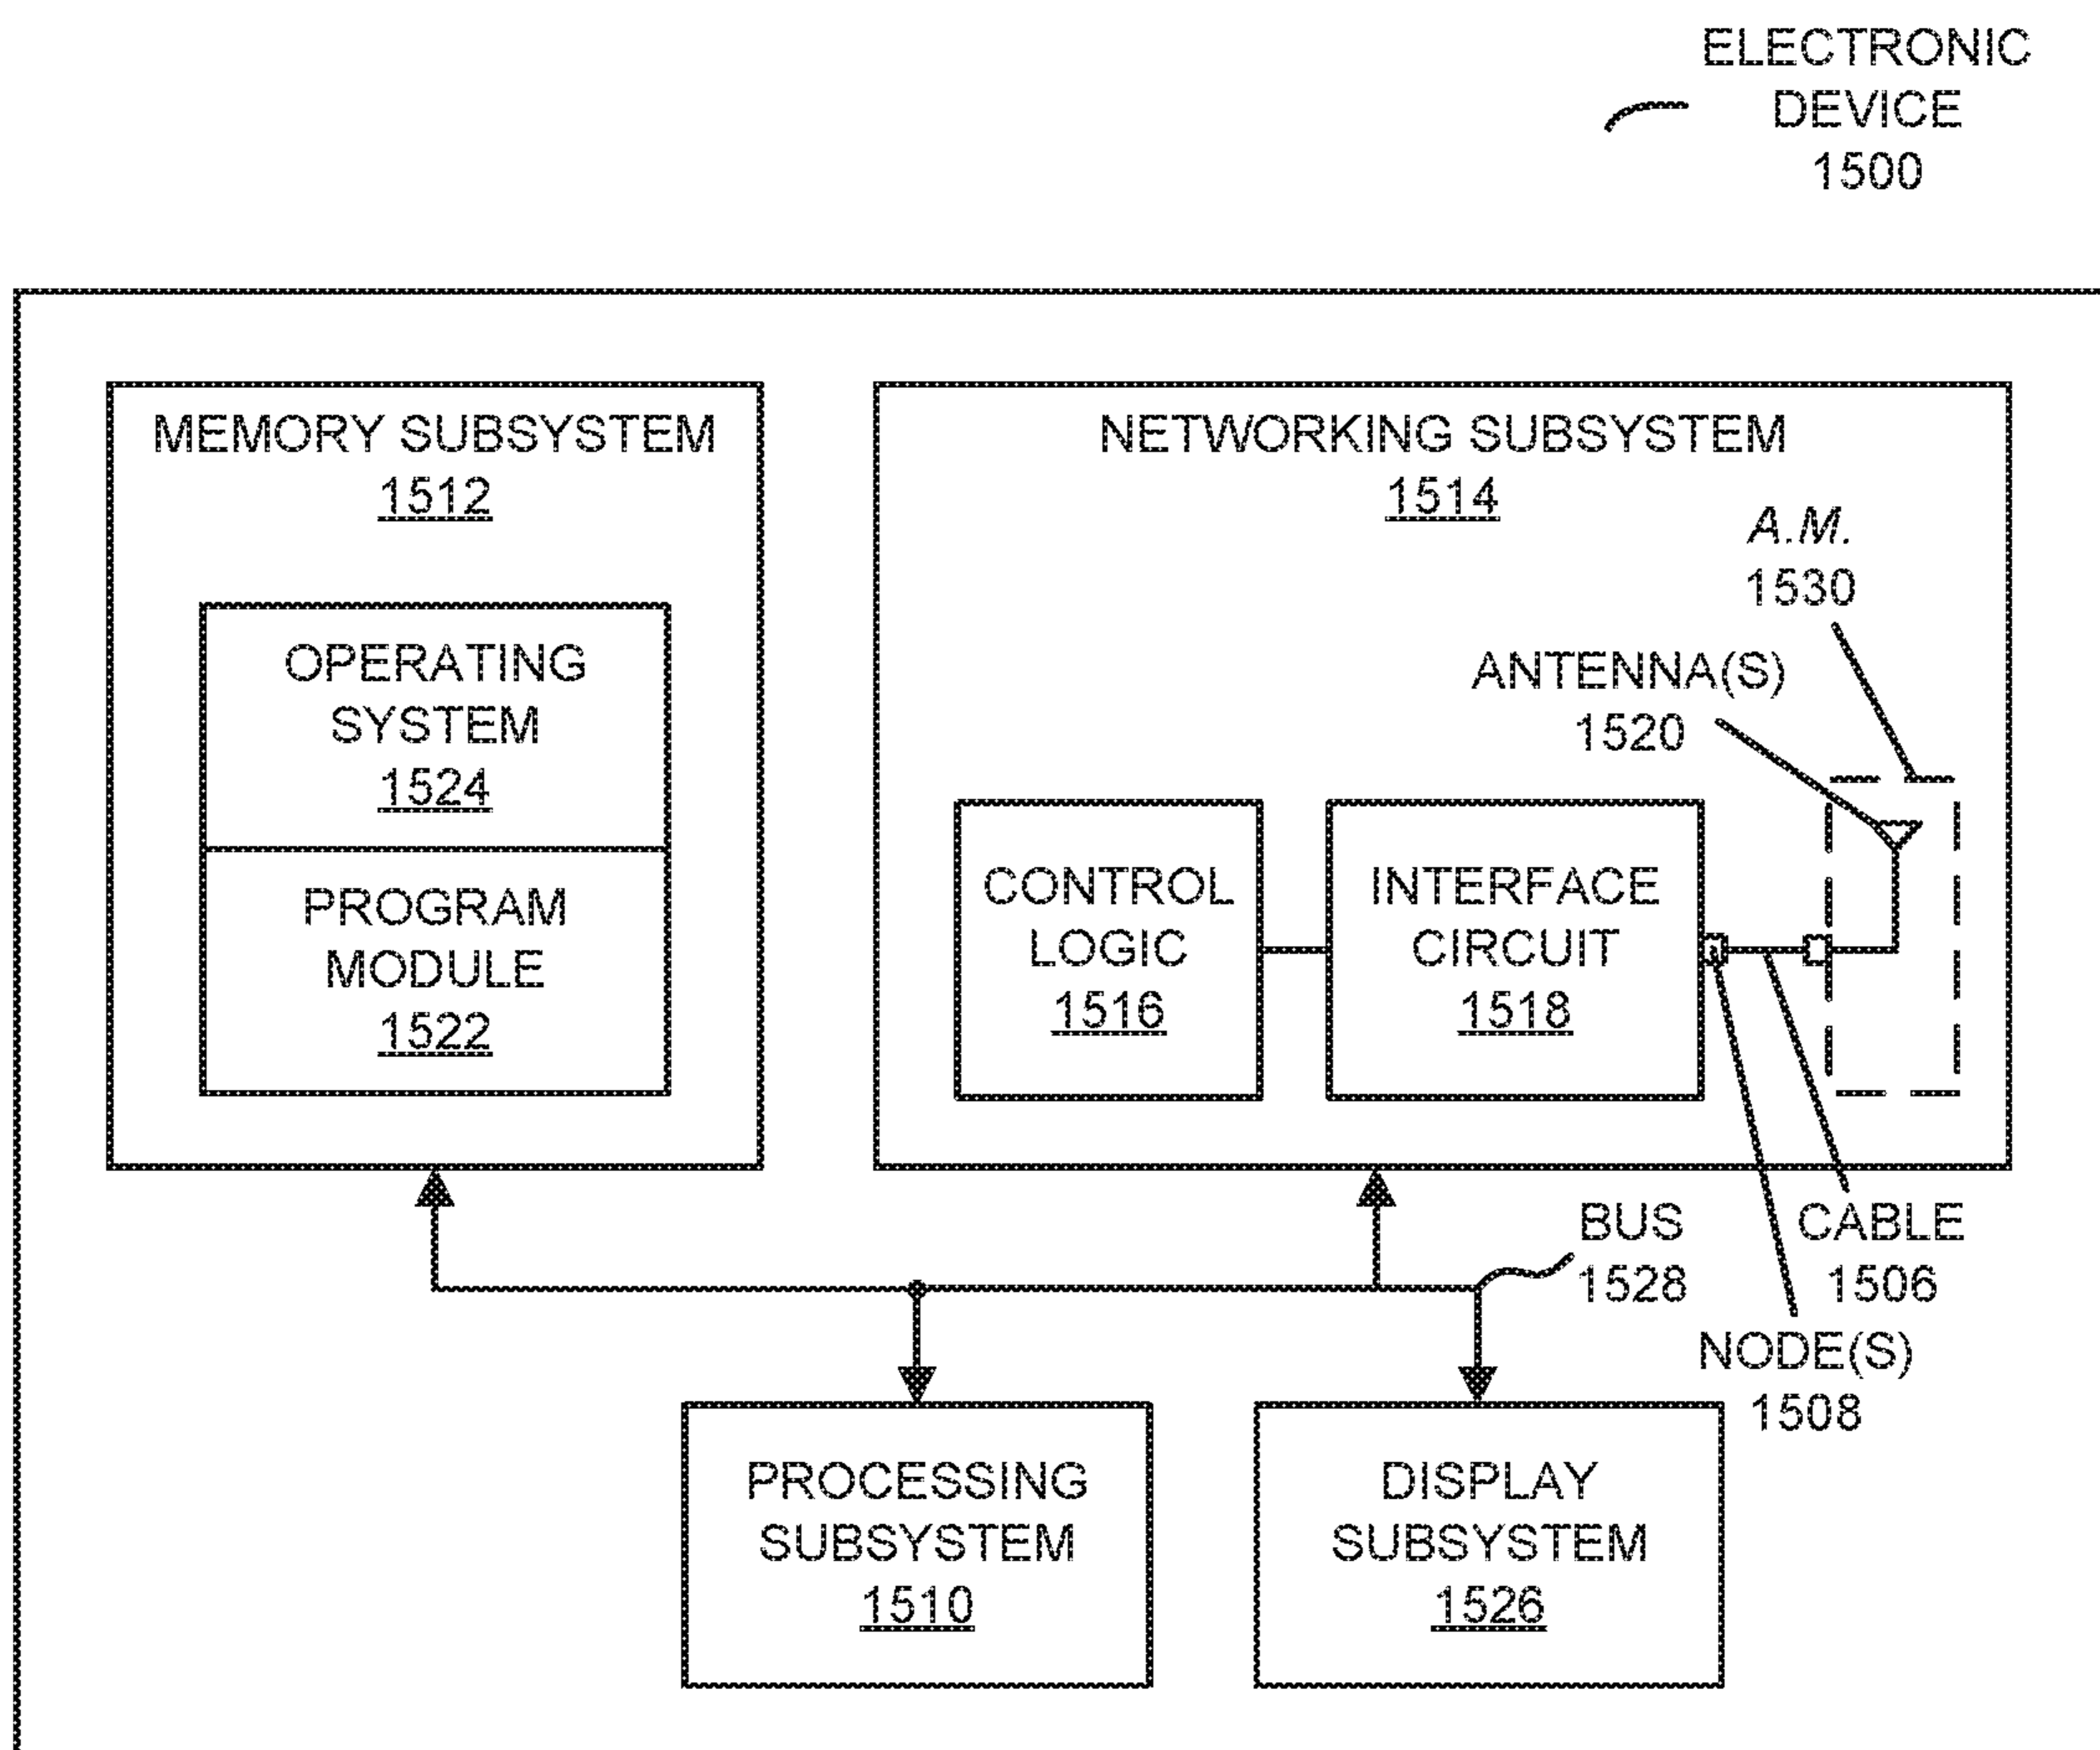 ELECTRONIC
DEVICE
1500
MEMORY SUBSYSTEM
1512
OPERATING
SYSTEM
1524
PROGRAM
MODULE
1522
NETWORKING SUBSYSTEM
1514
A.M.
1530
ANTENNA(S)
1520
CONTROL
LOGIC
1516
INTERFACE
CIRCUIT
1518
BUS
1528
CABLE
1506
NODE(S)
1508
PROCESSING
SUBSYSTEM
1510
DISPLAY
SUBSYSTEM
1526